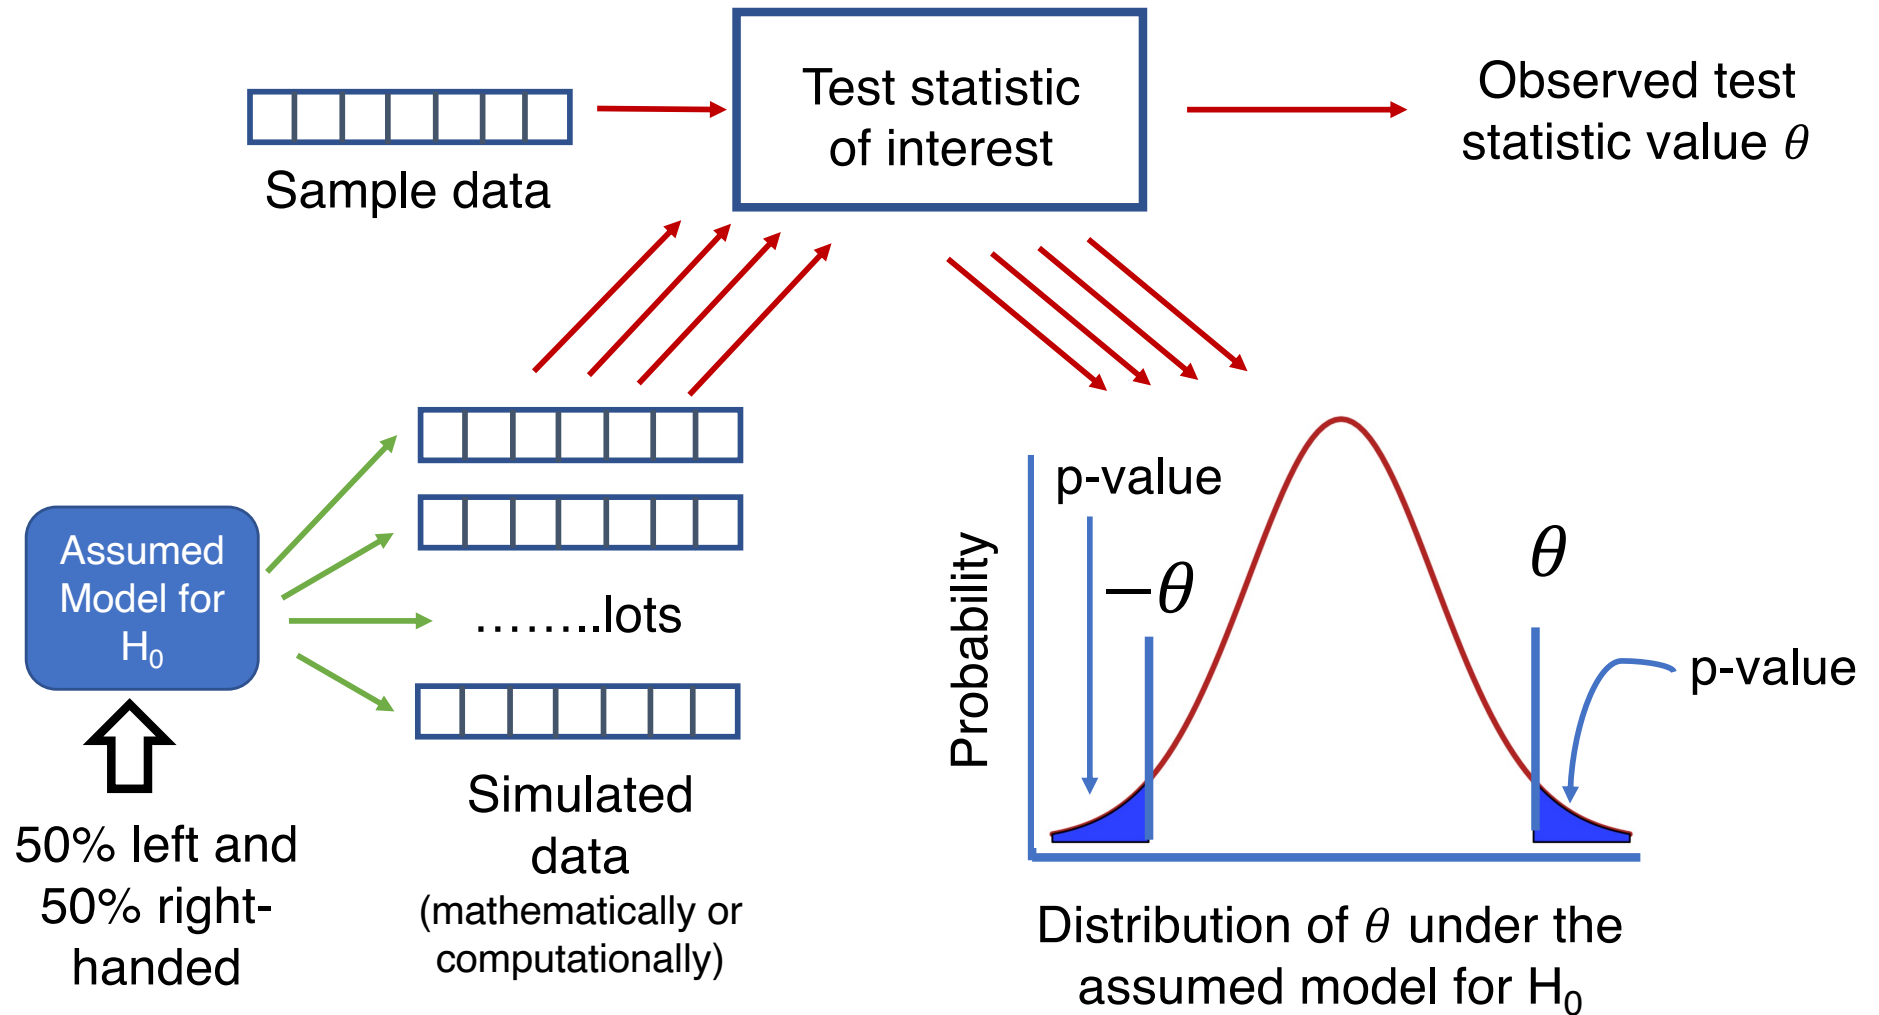 Test statistic
of interest
Observed test
statistic value θ
Sample data
Assumed
Model for
H₀
50% left and
50% right-
handed
……..lots
Simulated
data
(mathematically or
computationally)
p-value
−θ
θ
p-value
Probability
Distribution of θ under the
assumed model for H₀